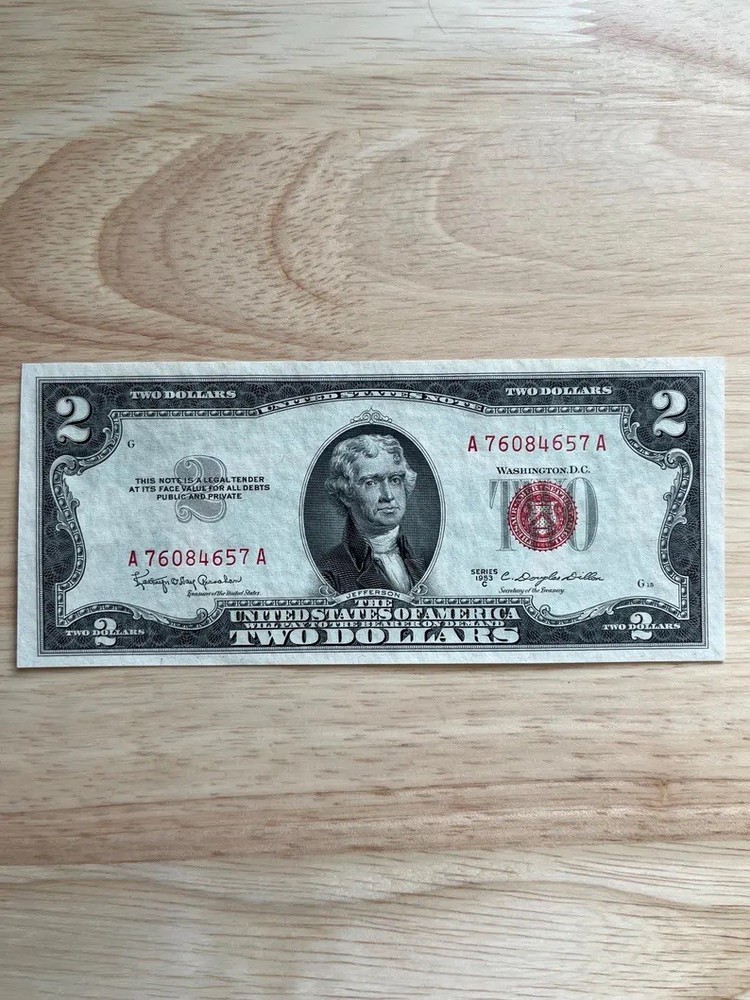 TWO DOLLARS
UNITED STATES NOTE
TWO DOLLARS
2
2
G
A 76084657 A
WASHINGTON, D.C.
2
THIS NOTE IS A LEGAL TENDER
AT ITS FACE VALUE FOR ALL DEBTS
PUBLIC AND PRIVATE
TWO
A 76084657 A
SERIES
1953
C
C. Douglas Dillon
Treasurer of the United States.
Secretary of the Treasury.
G 15
JEFFERSON
THE
UNITED STATES OF AMERICA
WILL PAY TO THE BEARER ON DEMAND
TWO DOLLARS
TWO DOLLARS
2
TWO DOLLARS
2